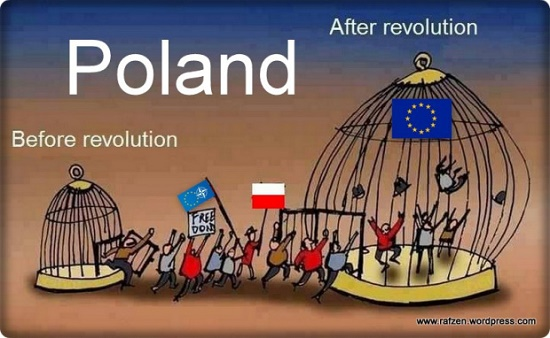 After revolution
Poland
Before revolution
FREE
DOM
www.rafzen.wordpress.com